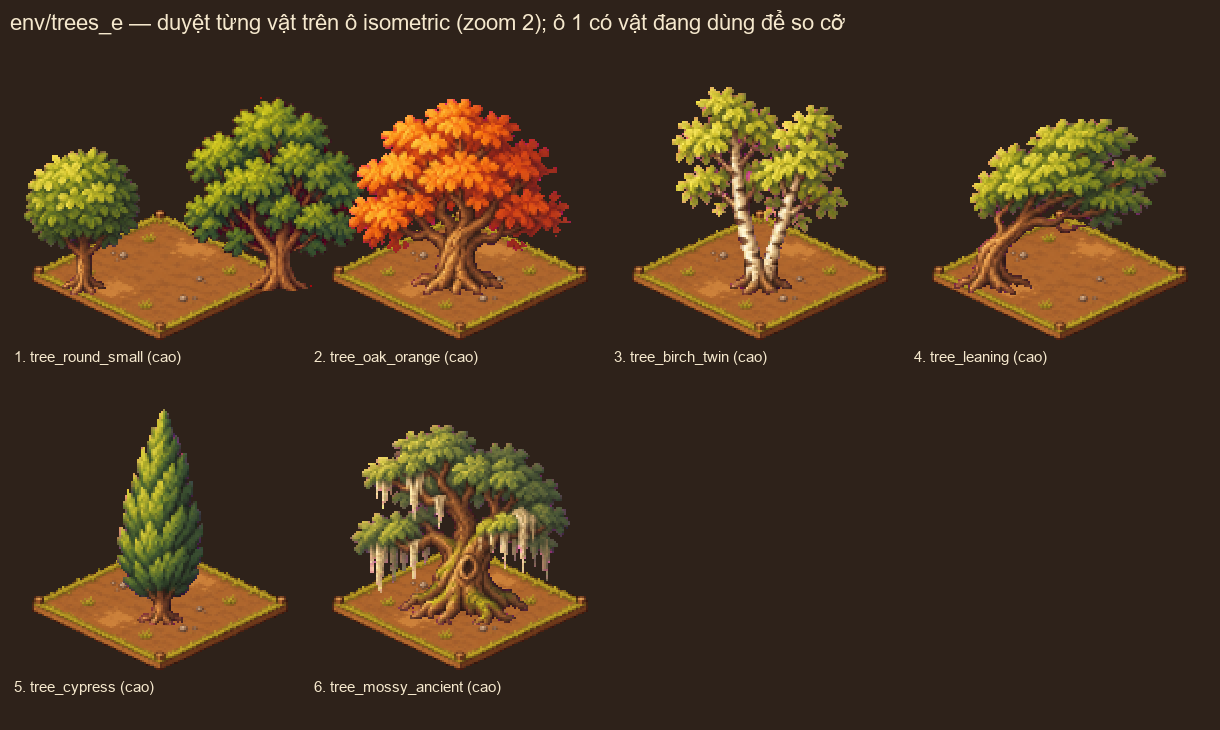 env/trees_e — duyệt từng vật trên ô isometric (zoom 2); ô 1 có vật đang dùng để so cỡ
1. tree_round_small (cao)
2. tree_oak_orange (cao)
3. tree_birch_twin (cao)
4. tree_leaning (cao)
5. tree_cypress (cao)
6. tree_mossy_ancient (cao)